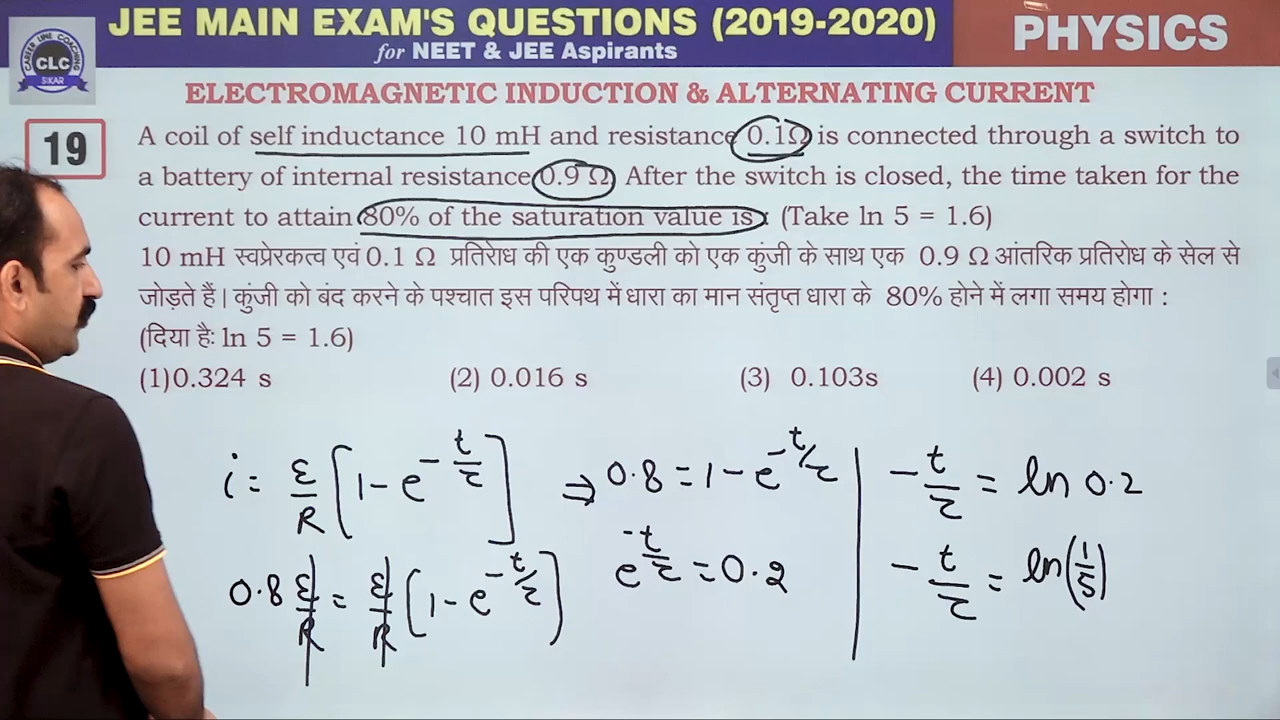 JEE MAIN EXAM'S QUESTIONS (2019-2020)
for NEET & JEE Aspirants
PHYSICS
CAREER LINE COACHING
CLC
SIKAR
ELECTROMAGNETIC INDUCTION & ALTERNATING CURRENT
19
A coil of self inductance 10 mH and resistance 0.1Ω is connected through a switch to
a battery of internal resistance 0.9 Ω After the switch is closed, the time taken for the
current to attain 80% of the saturation value is : (Take ln 5 = 1.6)
10 mH स्वप्रेरकत्व एवं 0.1 Ω प्रतिरोध की एक कुण्डली को एक कुंजी के साथ एक 0.9 Ω आंतरिक प्रतिरोध के सेल से
जोड़ते हैं। कुंजी को बंद करने के पश्चात इस परिपथ में धारा का मान संतृप्त धारा के 80% होने में लगा समय होगा :
(दिया है: ln 5 = 1.6)
(1)0.324 s (2) 0.016 s (3) 0.103s (4) 0.002 s
i = ε/R [1 - e^(-t/τ)]
0.8 ε/R = ε/R [1 - e^(-t/τ)]
⇒ 0.8 = 1 - e^(-t/τ)
e^(-t/τ) = 0.2
- t/τ = ln 0.2
- t/τ = ln(1/5)